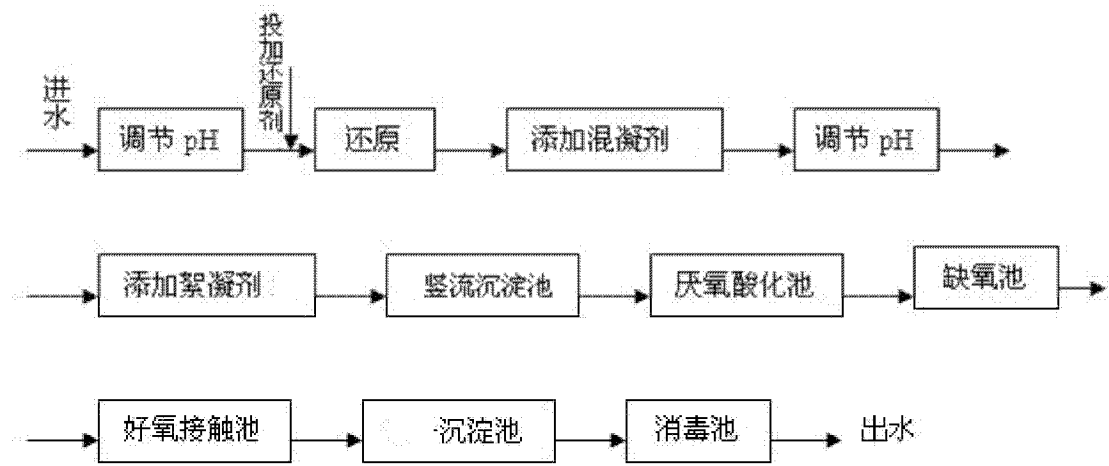 投加还原剂
进水
调节 pH
还原
添加混凝剂
调节 pH
添加絮凝剂
竖流沉淀池
厌氧酸化池
缺氧池
好氧接触池
沉淀池
消毒池
出水